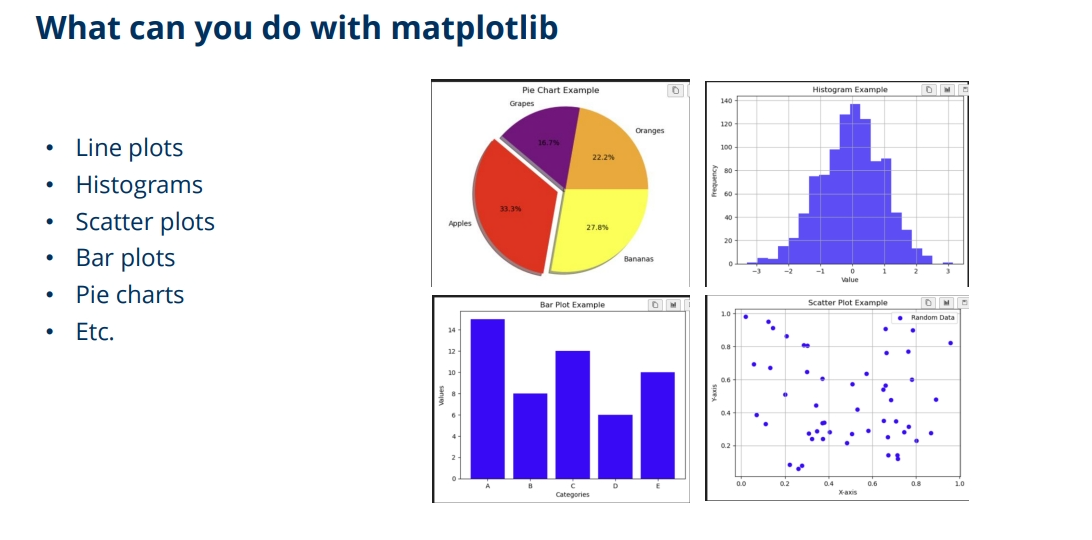 What can you do with matplotlib
• Line plots
• Histograms
• Scatter plots
• Bar plots
• Pie charts
• Etc.
Pie Chart Example
Grapes
Oranges
Apples
Bananas
16.7%
22.2%
33.3%
27.8%
Histogram Example
Frequency
140
120
100
80
60
40
20
0
−3 −2 −1 0 1 2 3
Value
Bar Plot Example
Values
14
12
10
8
6
4
2
0
A B C D E
Categories
Scatter Plot Example
Random Data
Y-axis
1.0
0.8
0.6
0.4
0.2
0.0 0.2 0.4 0.6 0.8 1.0
X-axis